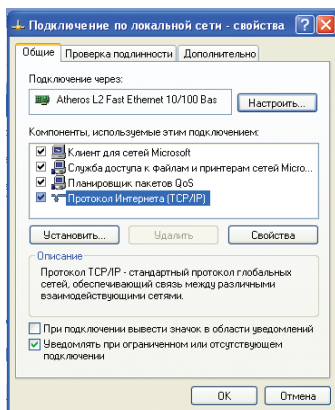 Подключение по локальной сети - свойства
Общие Проверка подлинности Дополнительно
Подключение через:
Atheros L2 Fast Ethernet 10/100 Bas Настроить...
Компоненты, используемые этим подключением:
Клиент для сетей Microsoft
Служба доступа к файлам и принтерам сетей Micro...
Планировщик пакетов QoS
Протокол Интернета (TCP/IP)
Установить... Удалить Свойства
Описание
Протокол TCP/IP - стандартный протокол глобальных
сетей, обеспечивающий связь между различными
взаимодействующими сетями.
При подключении вывести значок в области уведомлений
Уведомлять при ограниченном или отсутствующем
подключении
OK Отмена